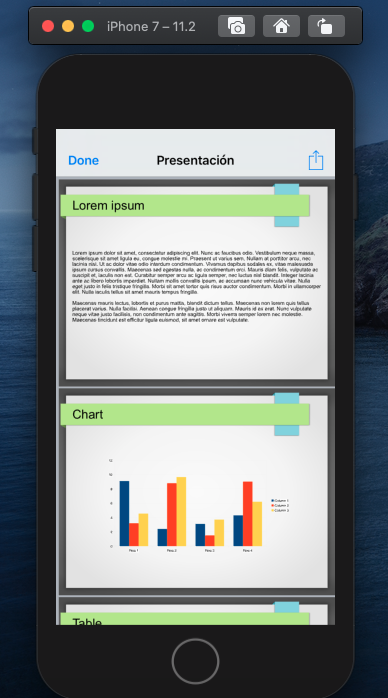 iPhone 7 – 11.2
Done
Presentación
Lorem ipsum
Lorem ipsum dolor sit amet, consectetur adipiscing elit. Nunc ac faucibus odio. Vestibulum neque massa,
scelerisque sit amet ligula eu, congue molestie mi. Praesent ut varius sem. Nullam at porttitor arcu, nec
lacinia nisi. Ut ac dolor vitae odio interdum condimentum. Vivamus dapibus sodales ex, vitae malesuada
ipsum cursus convallis. Maecenas sed egestas nulla, ac condimentum orci. Mauris diam felis, vulputate ac
suscipit et, iaculis non est. Curabitur semper arcu ac ligula semper, nec luctus nisl blandit. Integer lacinia
ante ac libero lobortis imperdiet. Nullam mollis convallis ipsum, ac accumsan nunc vehicula vitae. Nulla
eget justo in felis tristique fringilla. Morbi sit amet tortor quis risus auctor condimentum. Morbi in ullamcorper
elit. Nulla iaculis tellus sit amet mauris tempus fringilla.
Maecenas mauris lectus, lobortis et purus mattis, blandit dictum tellus. Maecenas non lorem quis tellus
placerat varius. Nulla facilisi. Aenean congue fringilla justo ut aliquam. Mauris id ex erat. Nunc vulputate
neque vitae justo facilisis, non condimentum ante sagittis. Morbi viverra semper lorem nec molestie.
Maecenas tincidunt est efficitur ligula euismod, sit amet ornare est vulputate.
Chart
12
10
8
6
4
2
0
Column 1
Column 2
Column 3
Row 1
Row 2
Row 3
Row 4
Table